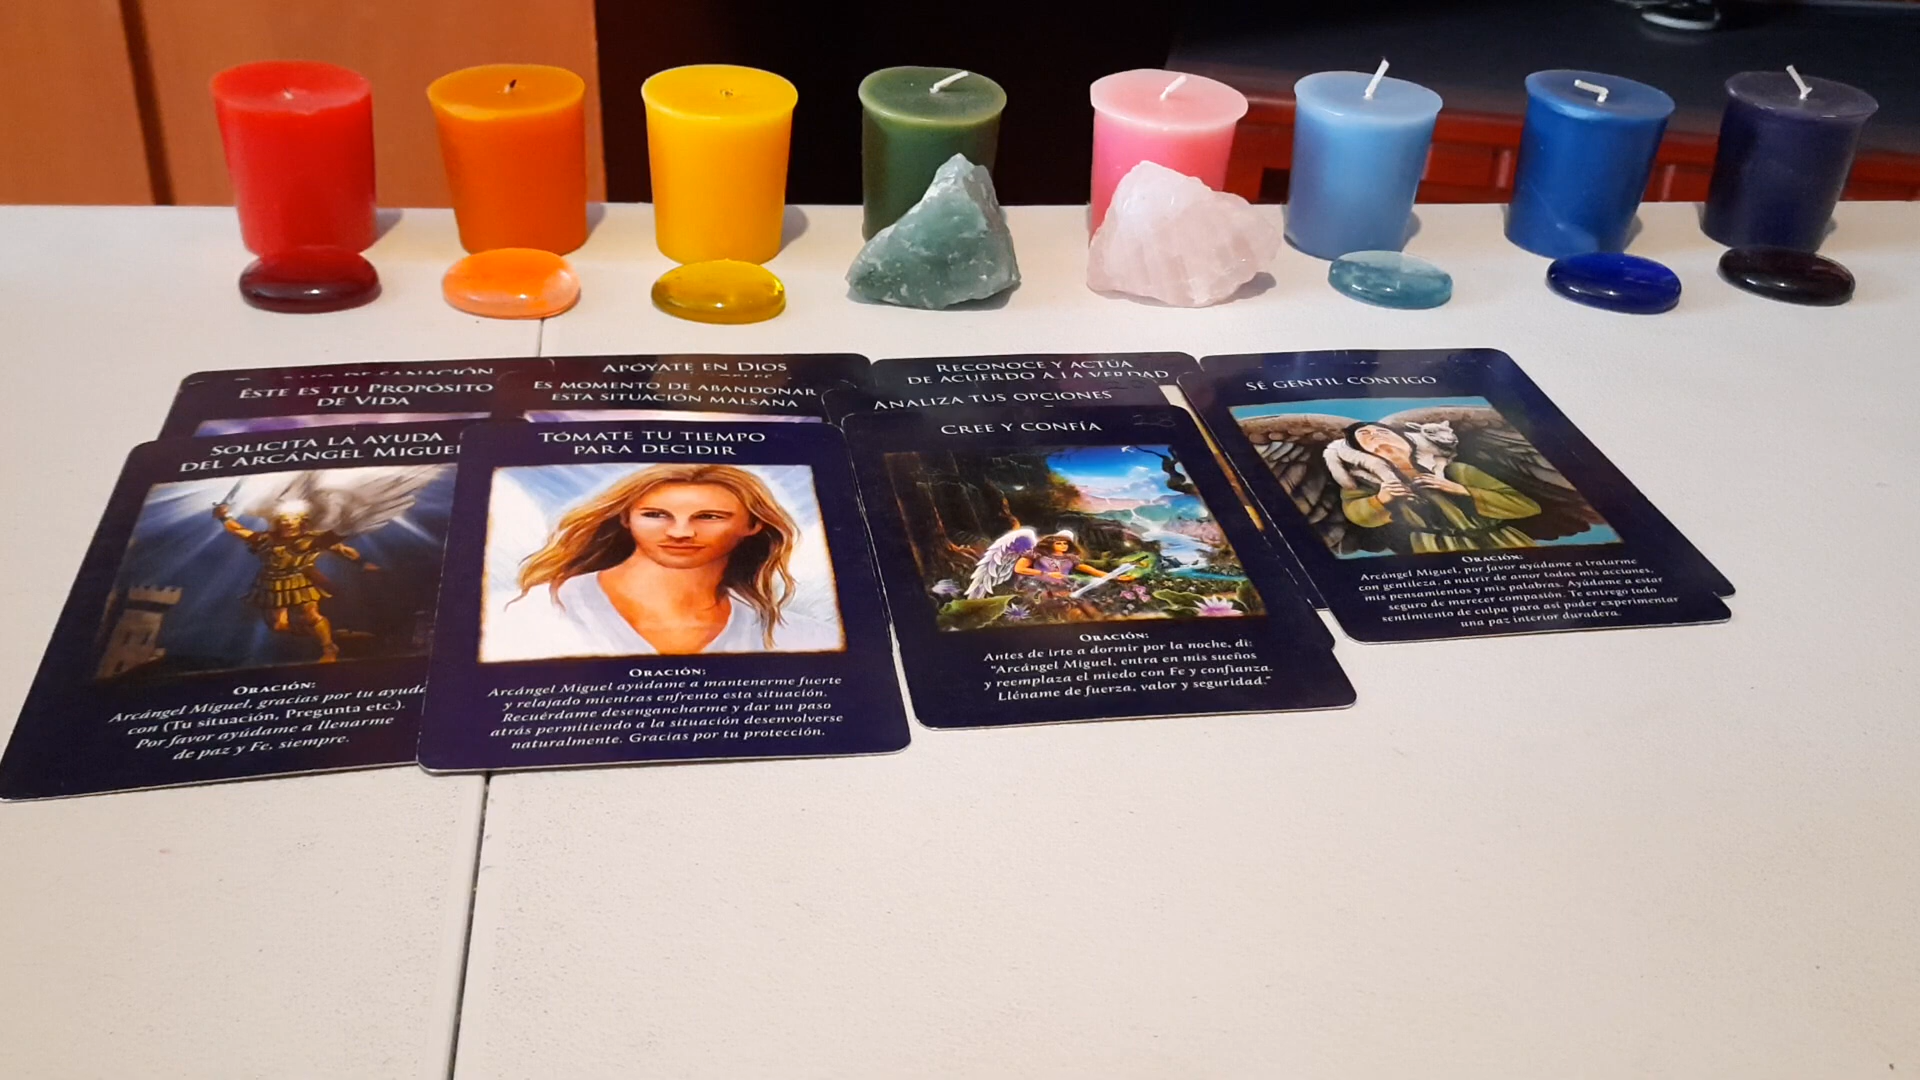 DE SANACIÓN
ÉSTE ES TU PROPÓSITO
DE VIDA
SOLICITA LA AYUDA
DEL ARCÁNGEL MIGUEL
ORACIÓN:
Arcángel Miguel, gracias por tu ayuda
con (Tu situación, Pregunta etc.).
Por favor ayúdame a llenarme
de paz y Fe, siempre.
APÓYATE EN DIOS
ES MOMENTO DE ABANDONAR
ESTA SITUACIÓN MALSANA
TÓMATE TU TIEMPO
PARA DECIDIR
ORACIÓN:
Arcángel Miguel ayúdame a mantenerme fuerte
y relajado mientras enfrento esta situación.
Recuérdame desengancharme y dar un paso
atrás permitiendo a la situación desenvolverse
naturalmente. Gracias por tu protección.
RECONOCE Y ACTÚA
DE ACUERDO A LA VERDAD
ANALIZA TUS OPCIONES
CREE Y CONFÍA
28
ORACIÓN:
Antes de irte a dormir por la noche, di:
"Arcángel Miguel, entra en mis sueños
y reemplaza el miedo con Fe y confianza.
Lléname de fuerza, valor y seguridad."
SÉ GENTIL CONTIGO
ORACIÓN:
Arcángel Miguel, por favor ayúdame a tratarme
con gentileza, a nutrir de amor todas mis acciones,
mis pensamientos y mis palabras. Ayúdame a estar
seguro de merecer compasión. Te entrego todo
sentimiento de culpa para así poder experimentar
una paz interior duradera.